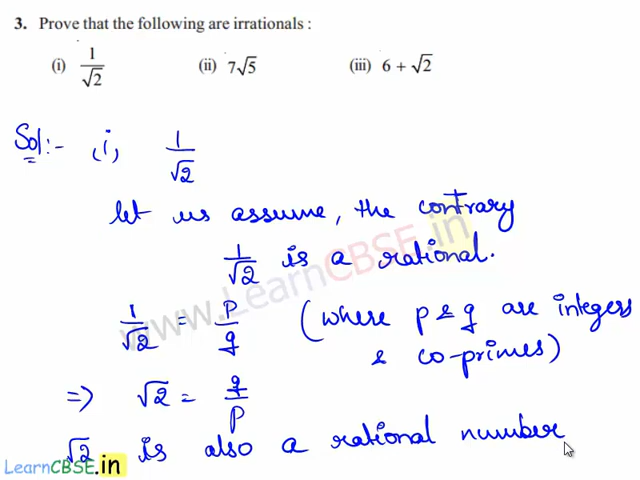 3. Prove that the following are irrationals :
(i) 1/√2 (ii) 7√5 (iii) 6 + √2
Sol:- (i) 1/√2
let us assume, the contrary
1/√2 is a rational.
1/√2 = p/q (where p & q are integers
& co-primes)
=> √2 = q/p
√2 is also a rational number
www.LearnCBSE.in
LearnCBSE.in